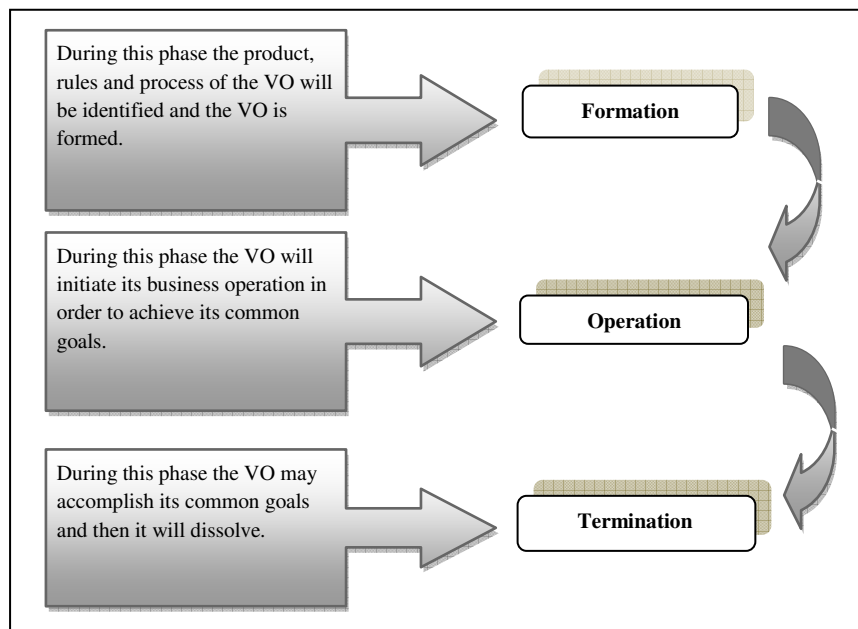 During this phase the product,
rules and process of the VO will
be identified and the VO is
formed.
Formation
During this phase the VO will
initiate its business operation in
order to achieve its common
goals.
Operation
During this phase the VO may
accomplish its common goals
and then it will dissolve.
Termination